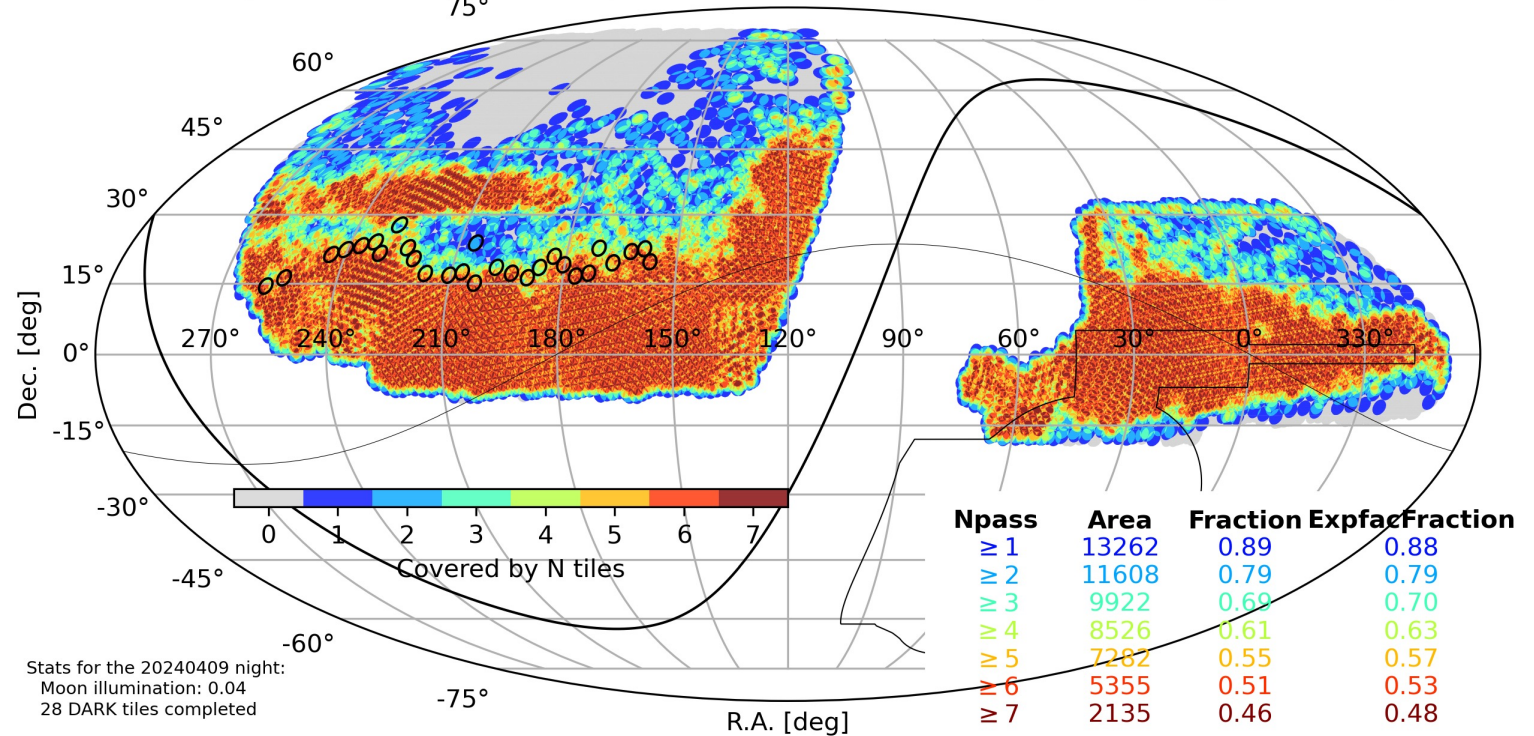 75°
60°
45°
30°
15°
0°
-15°
-30°
-45°
-60°
-75°
Dec. [deg]
270° 240° 210° 180° 150° 120° 90° 60° 30° 0° 330°
0 1 2 3 4 5 6 7
Covered by N tiles
R.A. [deg]
Stats for the 20240409 night:
Moon illumination: 0.04
28 DARK tiles completed
Npass Area Fraction ExpfacFraction
≥ 1 13262 0.89 0.88
≥ 2 11608 0.79 0.79
≥ 3 9922 0.69 0.70
≥ 4 8526 0.61 0.63
≥ 5 7282 0.55 0.57
≥ 6 5355 0.51 0.53
≥ 7 2135 0.46 0.48